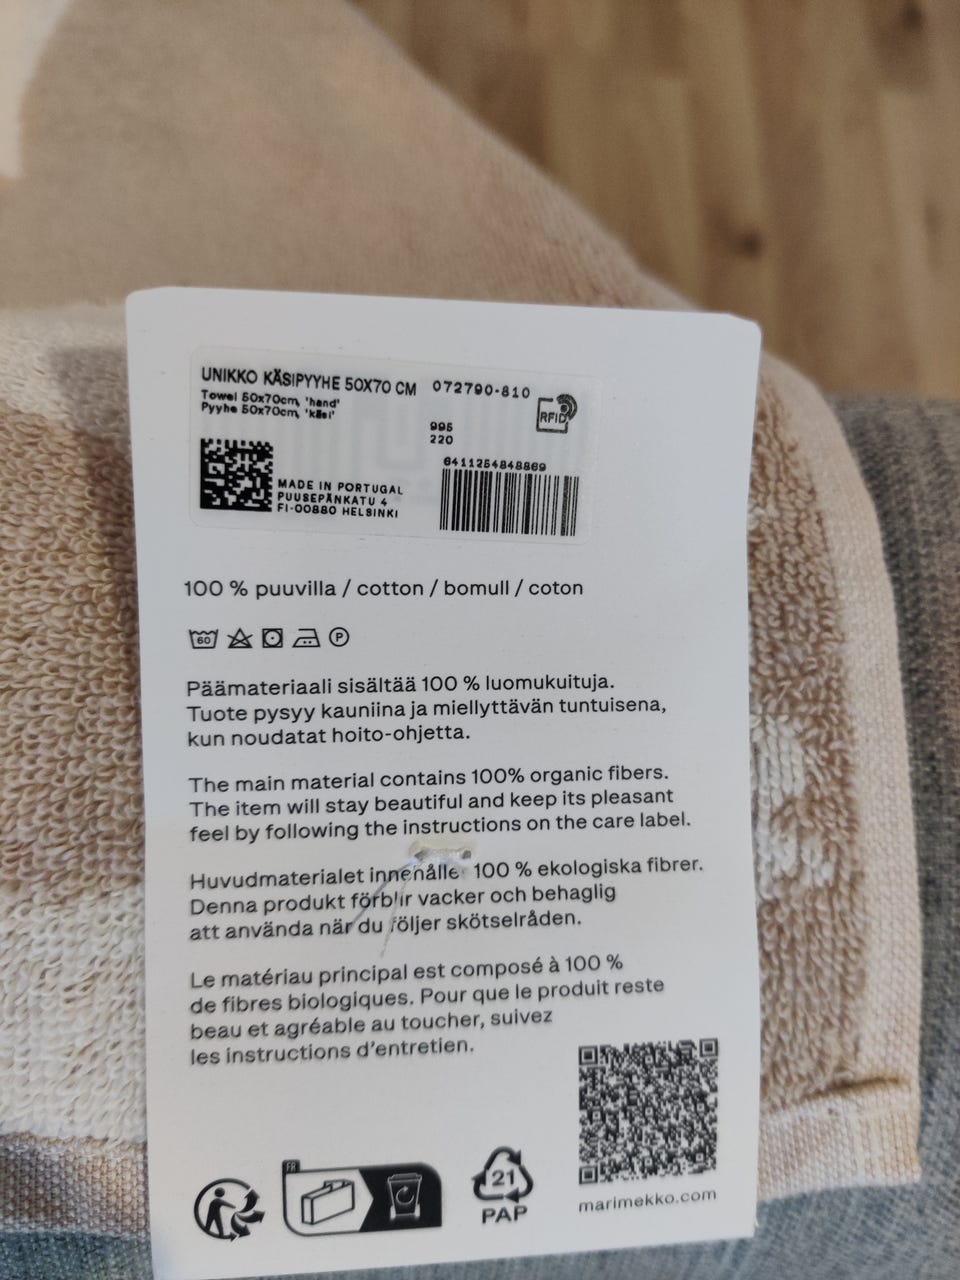 UNIKKO KÄSIPYYHE 50X70 CM 072790-810
Towel 50x70cm, 'hand'
Pyyhe 50x70cm, 'käsi'
RFID
995
220
6411254848869
MADE IN PORTUGAL
PUUSEPÄNKATU 4
FI-00880 HELSINKI
100 % puuvilla / cotton / bomull / coton
60
P
Päämateriaali sisältää 100 % luomukuituja.
Tuote pysyy kauniina ja miellyttävän tuntuisena,
kun noudatat hoito-ohjetta.
The main material contains 100% organic fibers.
The item will stay beautiful and keep its pleasant
feel by following the instructions on the care label.
Huvudmaterialet innehåller 100 % ekologiska fibrer.
Denna produkt förblir vacker och behaglig
att använda när du följer skötselråden.
Le matériau principal est composé à 100 %
de fibres biologiques. Pour que le produit reste
beau et agréable au toucher, suivez
les instructions d'entretien.
FR
21
PAP
marimekko.com